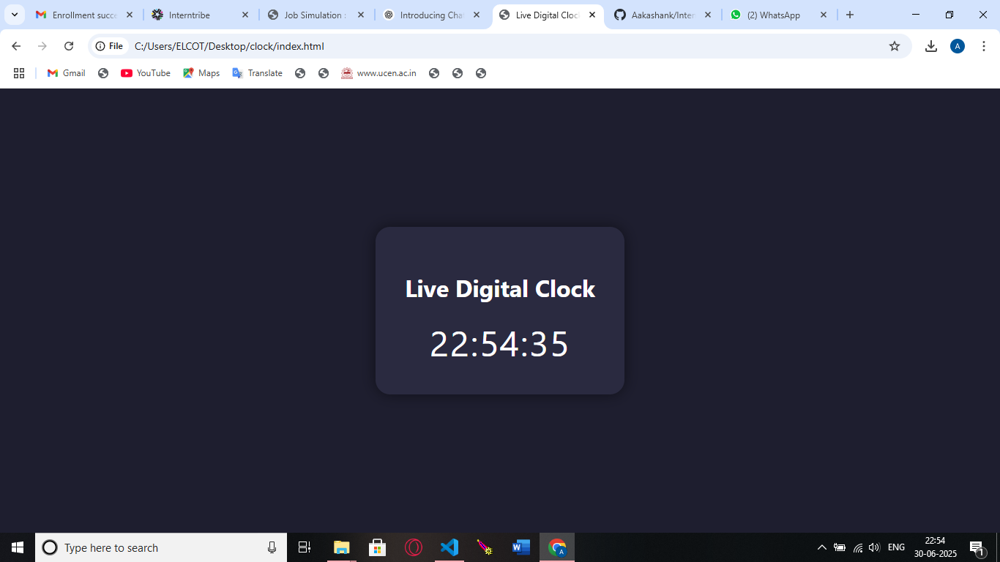 Enrollment succe
Interntribe
Job Simulation :
Introducing Cha
Live Digital Cloc
Aakashank/Inter
(2) WhatsApp
File
C:/Users/ELCOT/Desktop/clock/index.html
A
Gmail
YouTube
Maps
Translate
www.ucen.ac.in
Live Digital Clock
22:54:35
Type here to search
A
ENG
22:54
30-06-2025
1